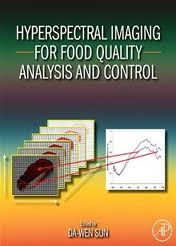 HYPERSPECTRAL IMAGING
FOR FOOD QUALITY
ANALYSIS AND CONTROL
Edited by
DA-WEN SUN